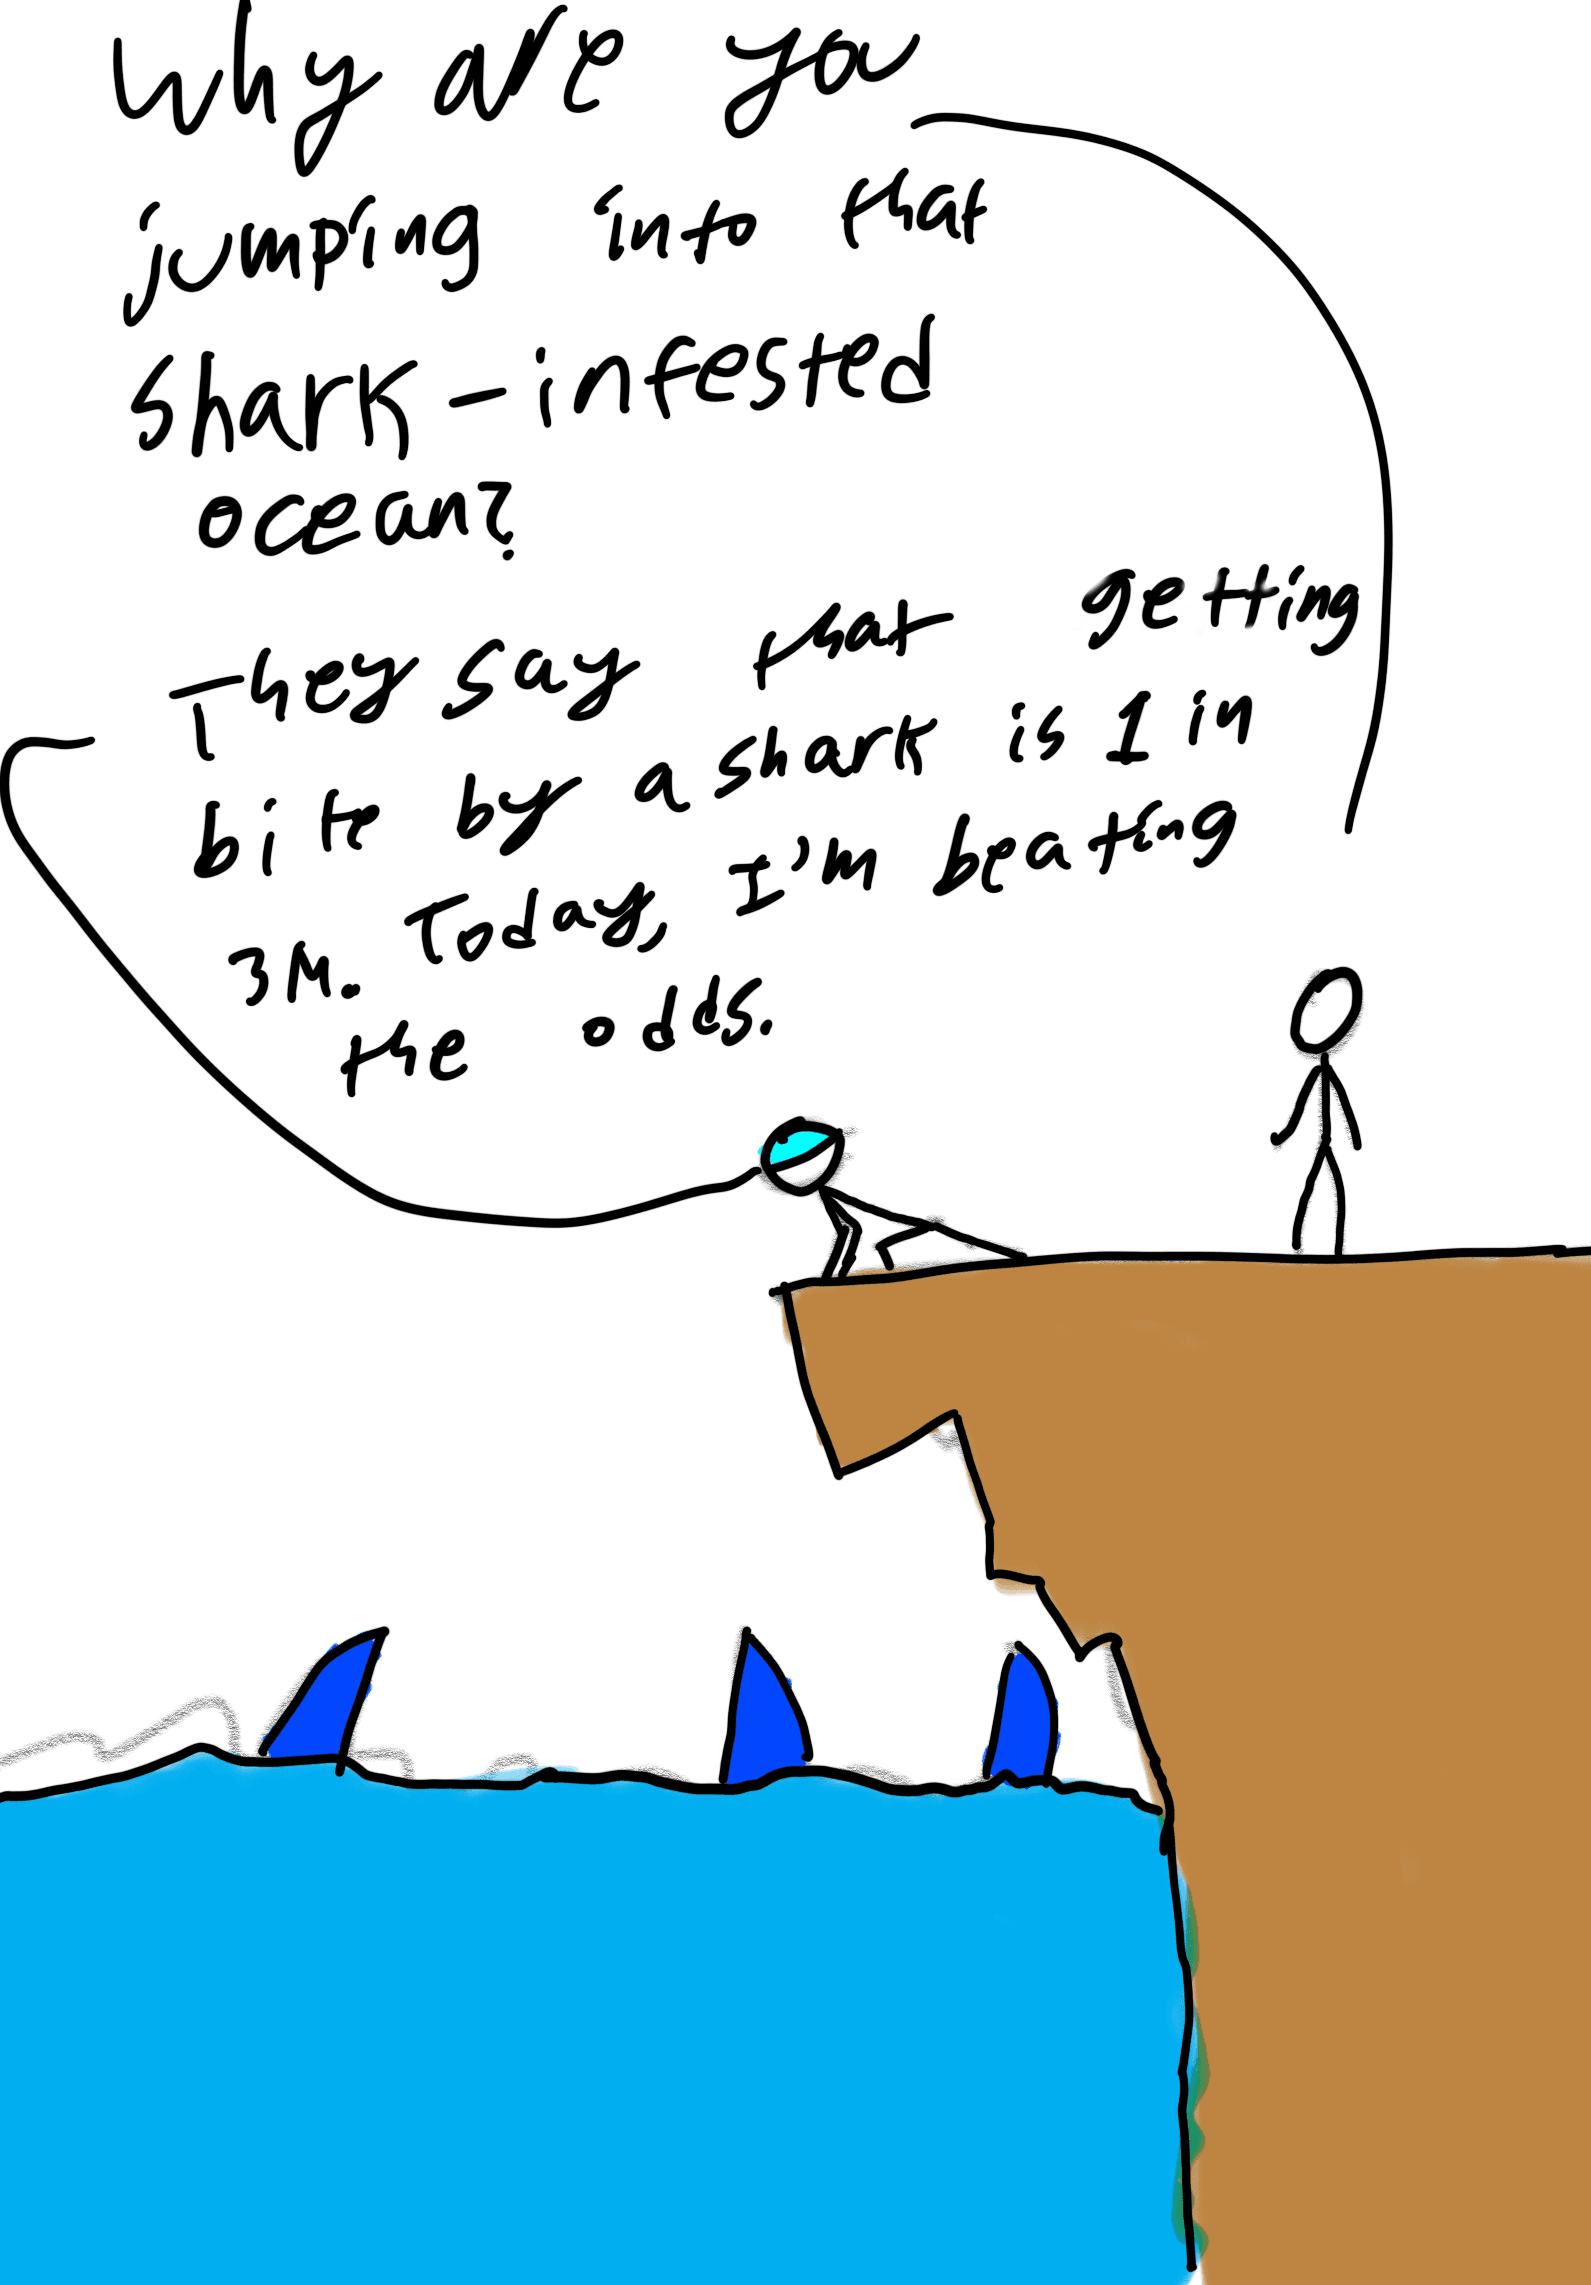 Why are you
jumping into that
shark-infested
ocean?
They say that getting
bite by a shark is 1 in
3M. Today, I'm beating
the odds.